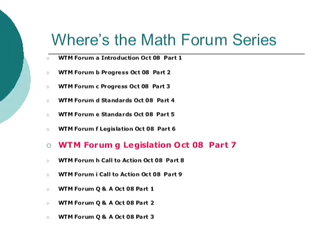 Where's the Math Forum Series
WTM Forum a Introduction Oct 08 Part 1
WTM Forum b Progress Oct 08 Part 2
WTM Forum c Progress Oct 08 Part 3
WTM Forum d Standards Oct 08 Part 4
WTM Forum e Standards Oct 08 Part 5
WTM Forum f Legislation Oct 08 Part 6
WTM Forum g Legislation Oct 08 Part 7
WTM Forum h Call to Action Oct 08 Part 8
WTM Forum i Call to Action Oct 08 Part 9
WTM Forum Q & A Oct 08 Part 1
WTM Forum Q & A Oct 08 Part 2
WTM Forum Q & A Oct 08 Part 3